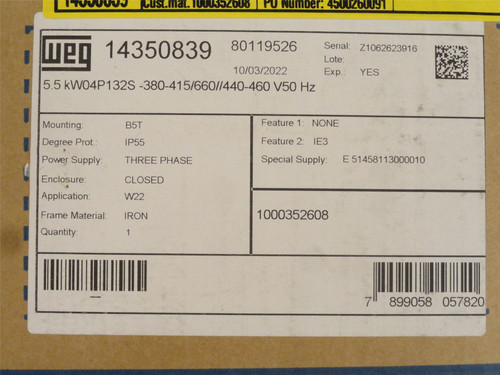 14350839 Cust.mat. 1000352608 PO Number: 4500260091
WEG 14350839 80119526 Serial: Z1062623916
Lote:
10/03/2022 Exp.: YES
5.5 kW04P132S -380-415/660//440-460 V50 Hz
Mounting: B5T
Degree Prot.: IP55
Power Supply: THREE PHASE
Enclosure: CLOSED
Application: W22
Frame Material: IRON
Quantity: 1
Feature 1: NONE
Feature 2: IE3
Special Supply: E 51458113000010
1000352608
7 899058 057820